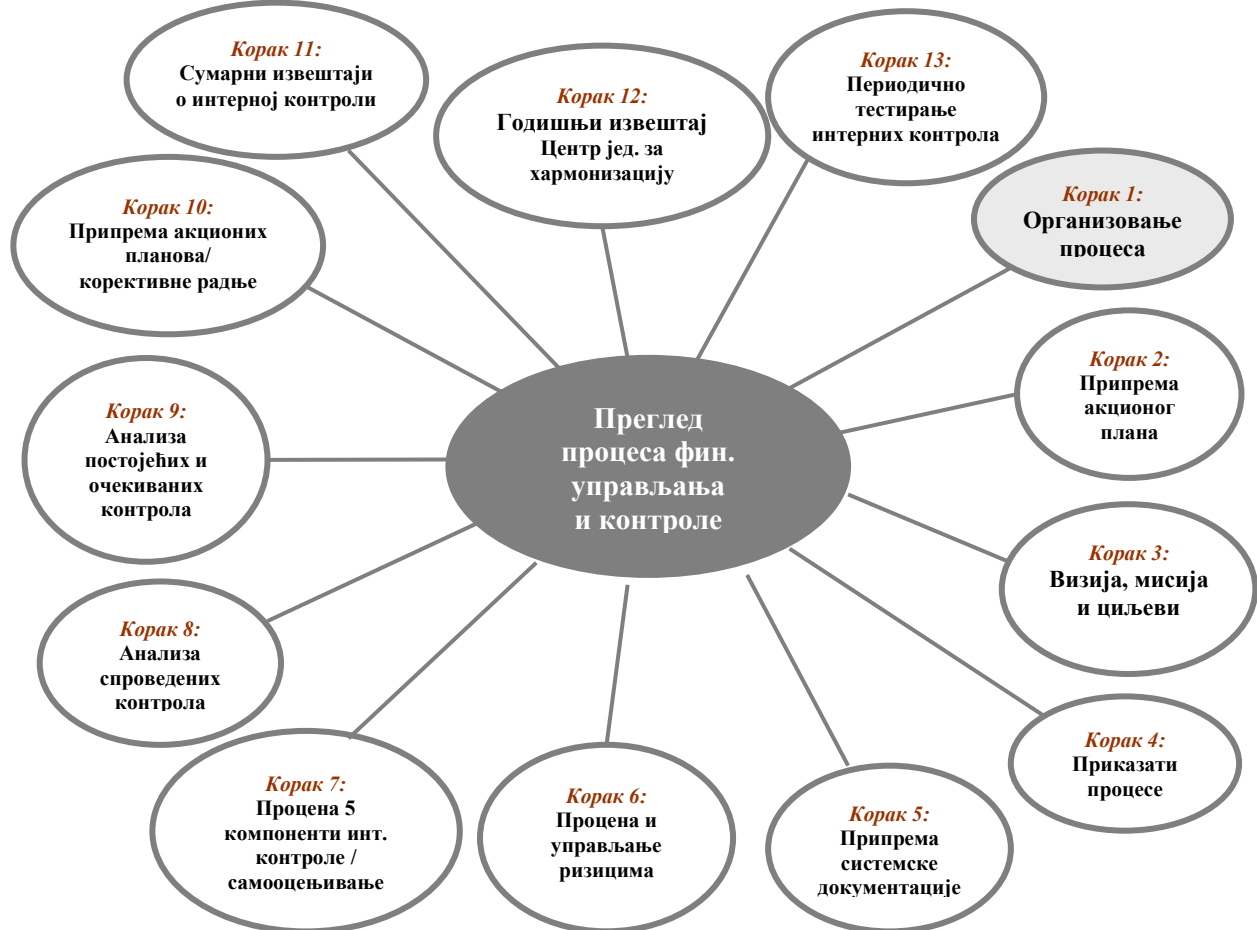 Преглед
процеса фин.
управљања
и контроле
Корак 1:
Организовање
процеса
Корак 2:
Припрема
акционог
плана
Корак 3:
Визија, мисија
и циљеви
Корак 4:
Приказати
процесе
Корак 5:
Припрема
системске
документације
Корак 6:
Процена и
управљање
ризицима
Корак 7:
Процена 5
компоненти инт.
контроле /
самооцењивање
Корак 8:
Анализа
спроведених
контрола
Корак 9:
Анализа
постојећих и
очекиваних
контрола
Корак 10:
Припрема акционих
планова/
корективне радње
Корак 11:
Сумарни извештаји
о интерној контроли
Корак 12:
Годишњи извештај
Центр јед. за
хармонизацију
Корак 13:
Периодично
тестирање
интерних контрола